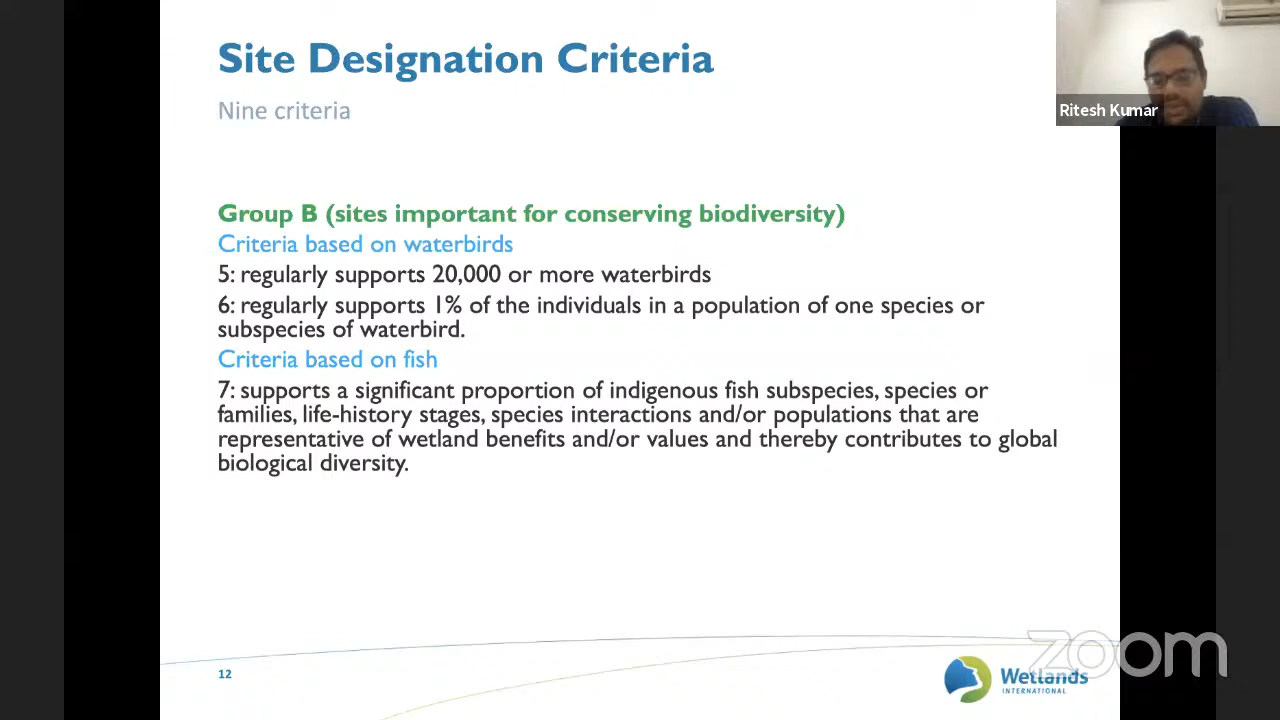 Site Designation Criteria
Nine criteria
Ritesh Kumar
Group B (sites important for conserving biodiversity)
Criteria based on waterbirds
5: regularly supports 20,000 or more waterbirds
6: regularly supports 1% of the individuals in a population of one species or
subspecies of waterbird.
Criteria based on fish
7: supports a significant proportion of indigenous fish subspecies, species or
families, life-history stages, species interactions and/or populations that are
representative of wetland benefits and/or values and thereby contributes to global
biological diversity.
12
zoom
Wetlands
INTERNATIONAL